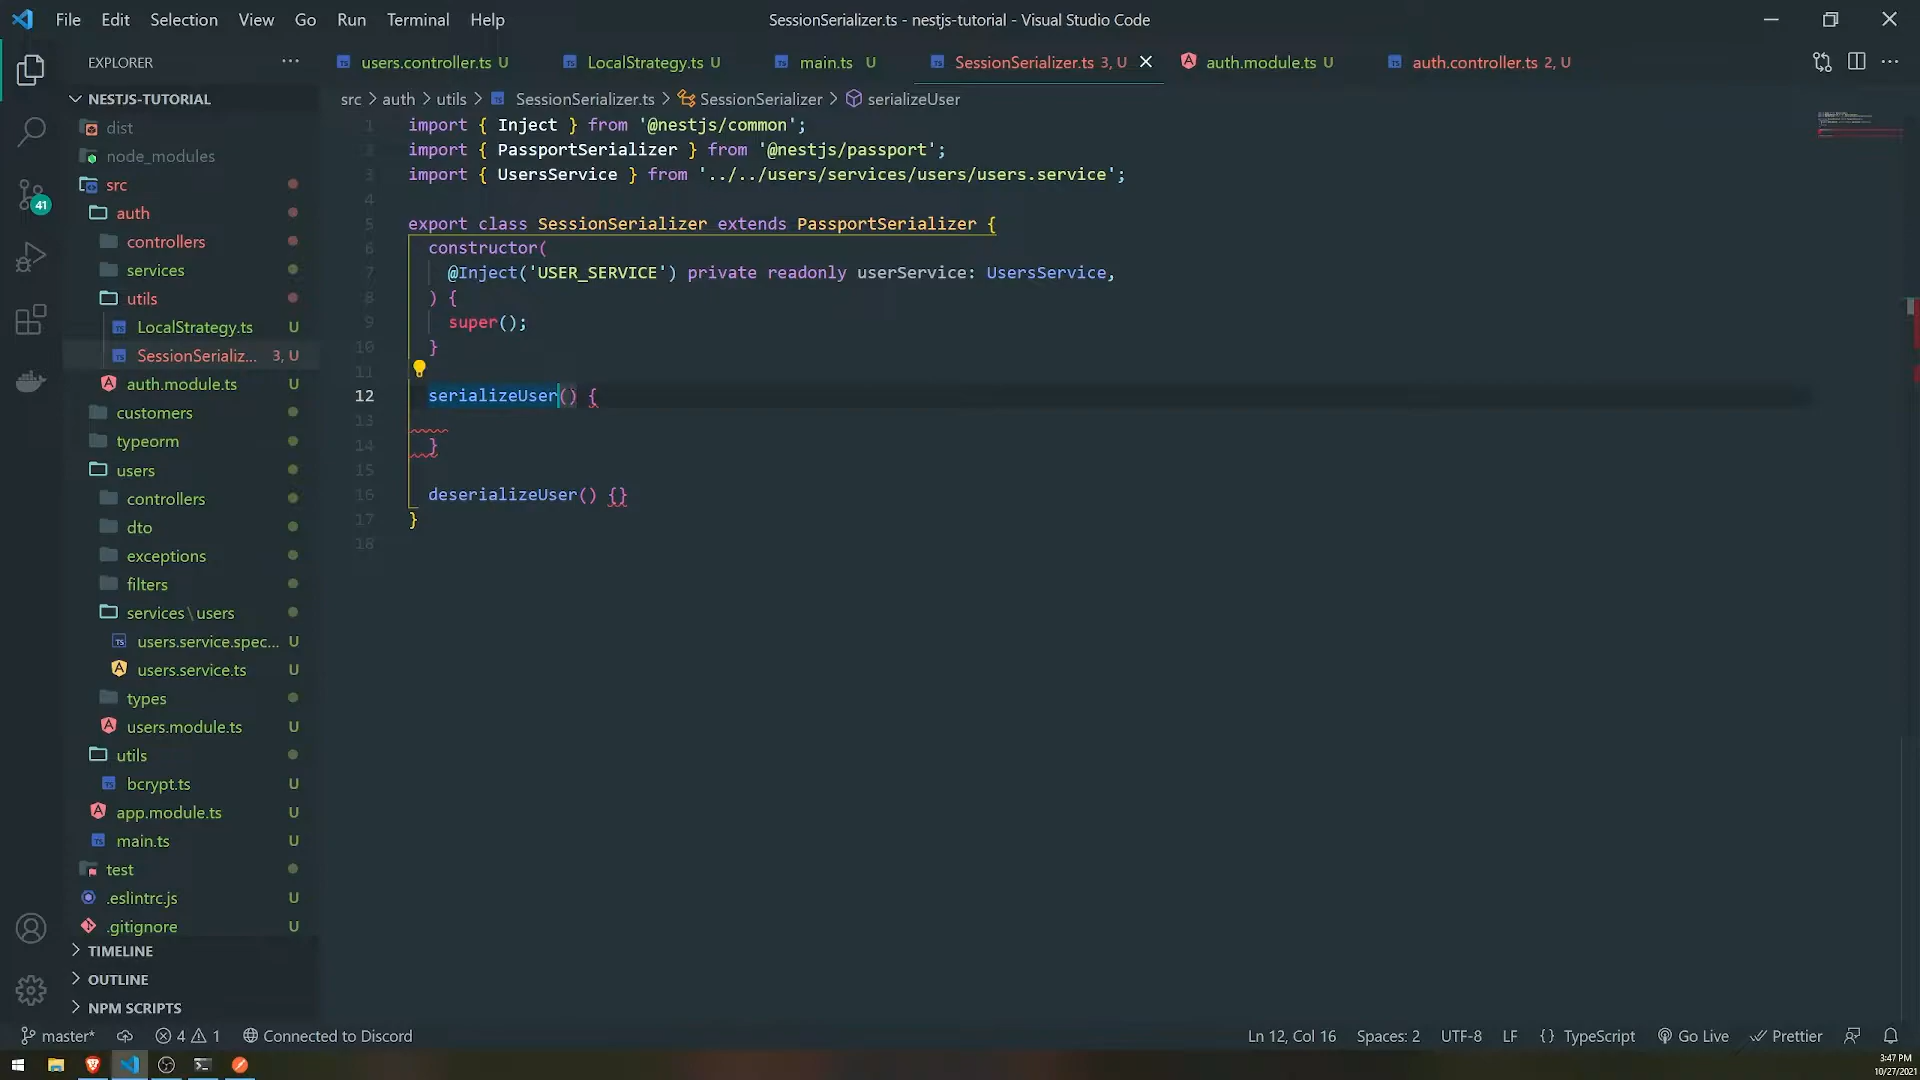 File Edit Selection View Go Run Terminal Help
SessionSerializer.ts - nestjs-tutorial - Visual Studio Code
EXPLORER
users.controller.ts U
LocalStrategy.ts U
main.ts U
SessionSerializer.ts 3, U
auth.module.ts U
auth.controller.ts 2, U
src > auth > utils > SessionSerializer.ts > SessionSerializer > serializeUser
NESTJS-TUTORIAL
dist
node_modules
src
auth
controllers
services
utils
LocalStrategy.ts U
SessionSerializ... 3, U
auth.module.ts U
customers
typeorm
users
controllers
dto
exceptions
filters
services\users
users.service.spec... U
users.service.ts U
types
users.module.ts U
utils
bcrypt.ts U
app.module.ts U
main.ts U
test
.eslintrc.js U
.gitignore U
TIMELINE
OUTLINE
NPM SCRIPTS
41
1 import { Inject } from '@nestjs/common';
2 import { PassportSerializer } from '@nestjs/passport';
3 import { UsersService } from '../../users/services/users/users.service';
4
5 export class SessionSerializer extends PassportSerializer {
6 constructor(
7 @Inject('USER_SERVICE') private readonly userService: UsersService,
8 ) {
9 super();
10 }
11
12 serializeUser() {
13
14 }
15
16 deserializeUser() {}
17 }
18
master* 4 1 Connected to Discord
Ln 12, Col 16 Spaces: 2 UTF-8 LF {} TypeScript Go Live Prettier
3:47 PM
10/27/2021